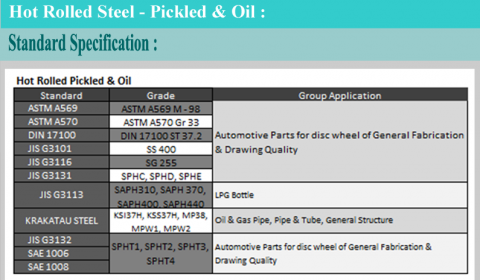 Hot Rolled Steel - Pickled & Oil :
Standard Specification :
Hot Rolled Pickled & Oil
Standard Grade Group Application
ASTM A569 ASTM A569 M - 98
ASTM A570 ASTM A570 Gr 33
DIN 17100 DIN 17100 ST 37.2
JIS G3101 SS 400
JIS G3116 SG 255
JIS G3131 SPHC, SPHD, SPHE
Automotive Parts for disc wheel of General Fabrication
& Drawing Quality
JIS G3113 SAPH310, SAPH 370,
SAPH400. SAPH440
LPG Bottle
KRAKATAU STEEL KSI37H, KSS37H, MP38,
MPW1, MPW2
Oil & Gas Pipe, Pipe & Tube, General Structure
JIS G3132
SAE 1006
SAE 1008
SPHT1, SPHT2, SPHT3,
SPHT4
Automotive Parts for disc wheel of General Fabrication &
Drawing Quality